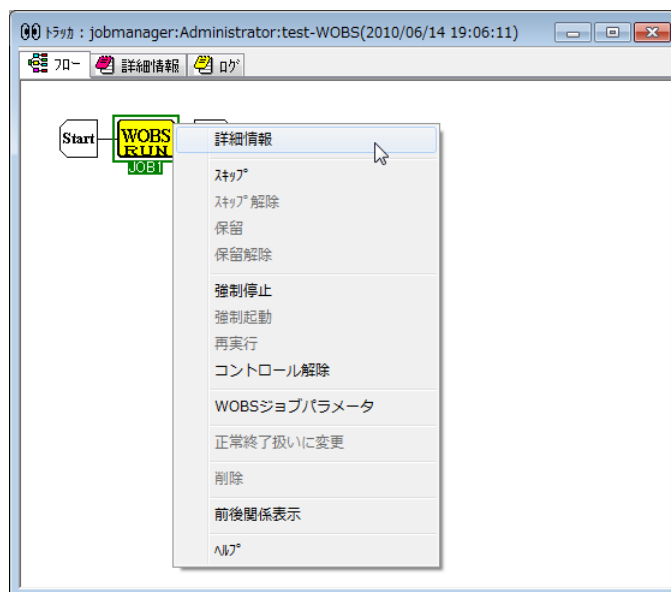 ﾄﾗｯｶ : jobmanager:Administrator:test-WOBS(2010/06/14 19:06:11)
ﾌﾛｰ 詳細情報 ﾛｸﾞ
Start WOBS RUN
JOB1
詳細情報
ｽｷｯﾌﾟ
ｽｷｯﾌﾟ解除
保留
保留解除
強制停止
強制起動
再実行
コントロール解除
WOBSジョブパラメータ
正常終了扱いに変更
削除
前後関係表示
ﾍﾙﾌﾟ